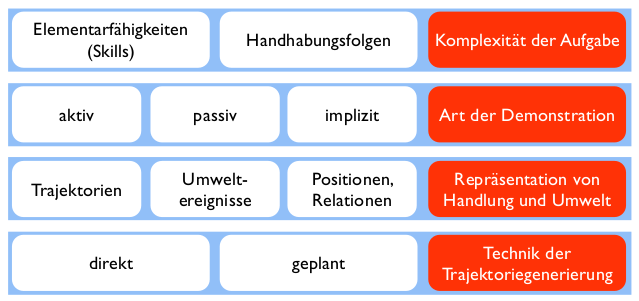 Elementarfähigkeiten
(Skills)
Handhabungsfolgen
Komplexität der Aufgabe
aktiv
passiv
implizit
Art der Demonstration
Trajektorien
Umwelt-
ereignisse
Positionen,
Relationen
Repräsentation von
Handlung und Umwelt
direkt
geplant
Technik der
Trajektoriegenerierung